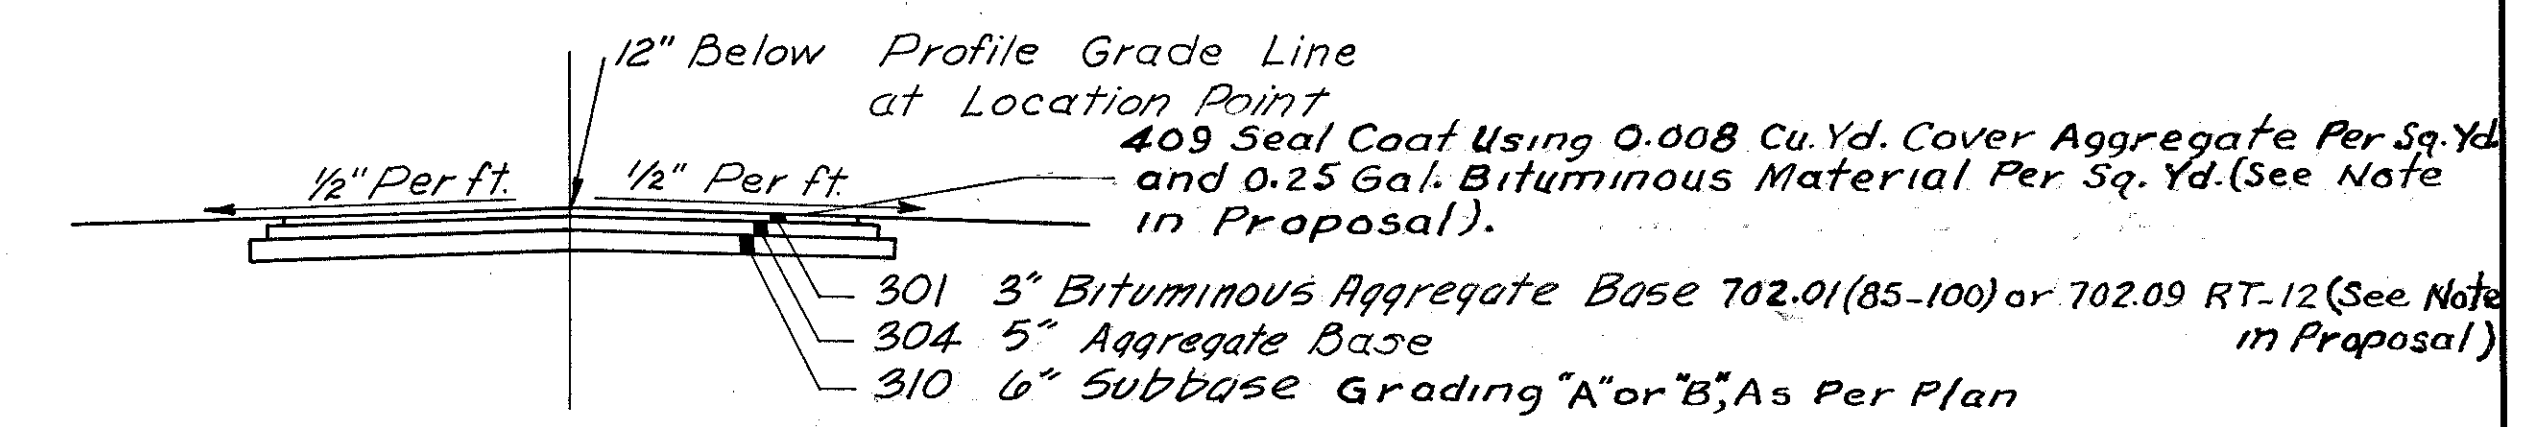 12" Below Profile Grade Line
at Location Point
409 Seal Coat Using 0.008 Cu. Yd. Cover Aggregate Per Sq. Yd.
and 0.25 Gal. Bituminous Material Per Sq. Yd. (See Note
in Proposal).
1/2" Per ft.
1/2" Per ft.
301 3" Bituminous Aggregate Base 702.01 (85-100) or 702.09 RT-12 (See Note
in Proposal)
304 5" Aggregate Base
310 6" Subbase Grading "A" or "B", As Per Plan